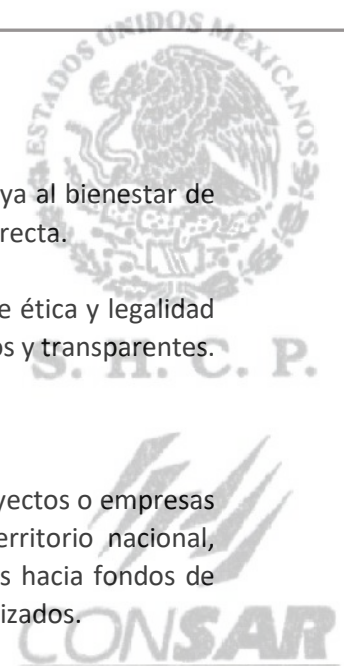 ESTADOS UNIDOS MEXICANOS
ya al bienestar de
recta.
e ética y legalidad
os y transparentes.
S. H. C. P.
yectos o empresas
erritorio nacional,
s hacia fondos de
izados.
CONSAR